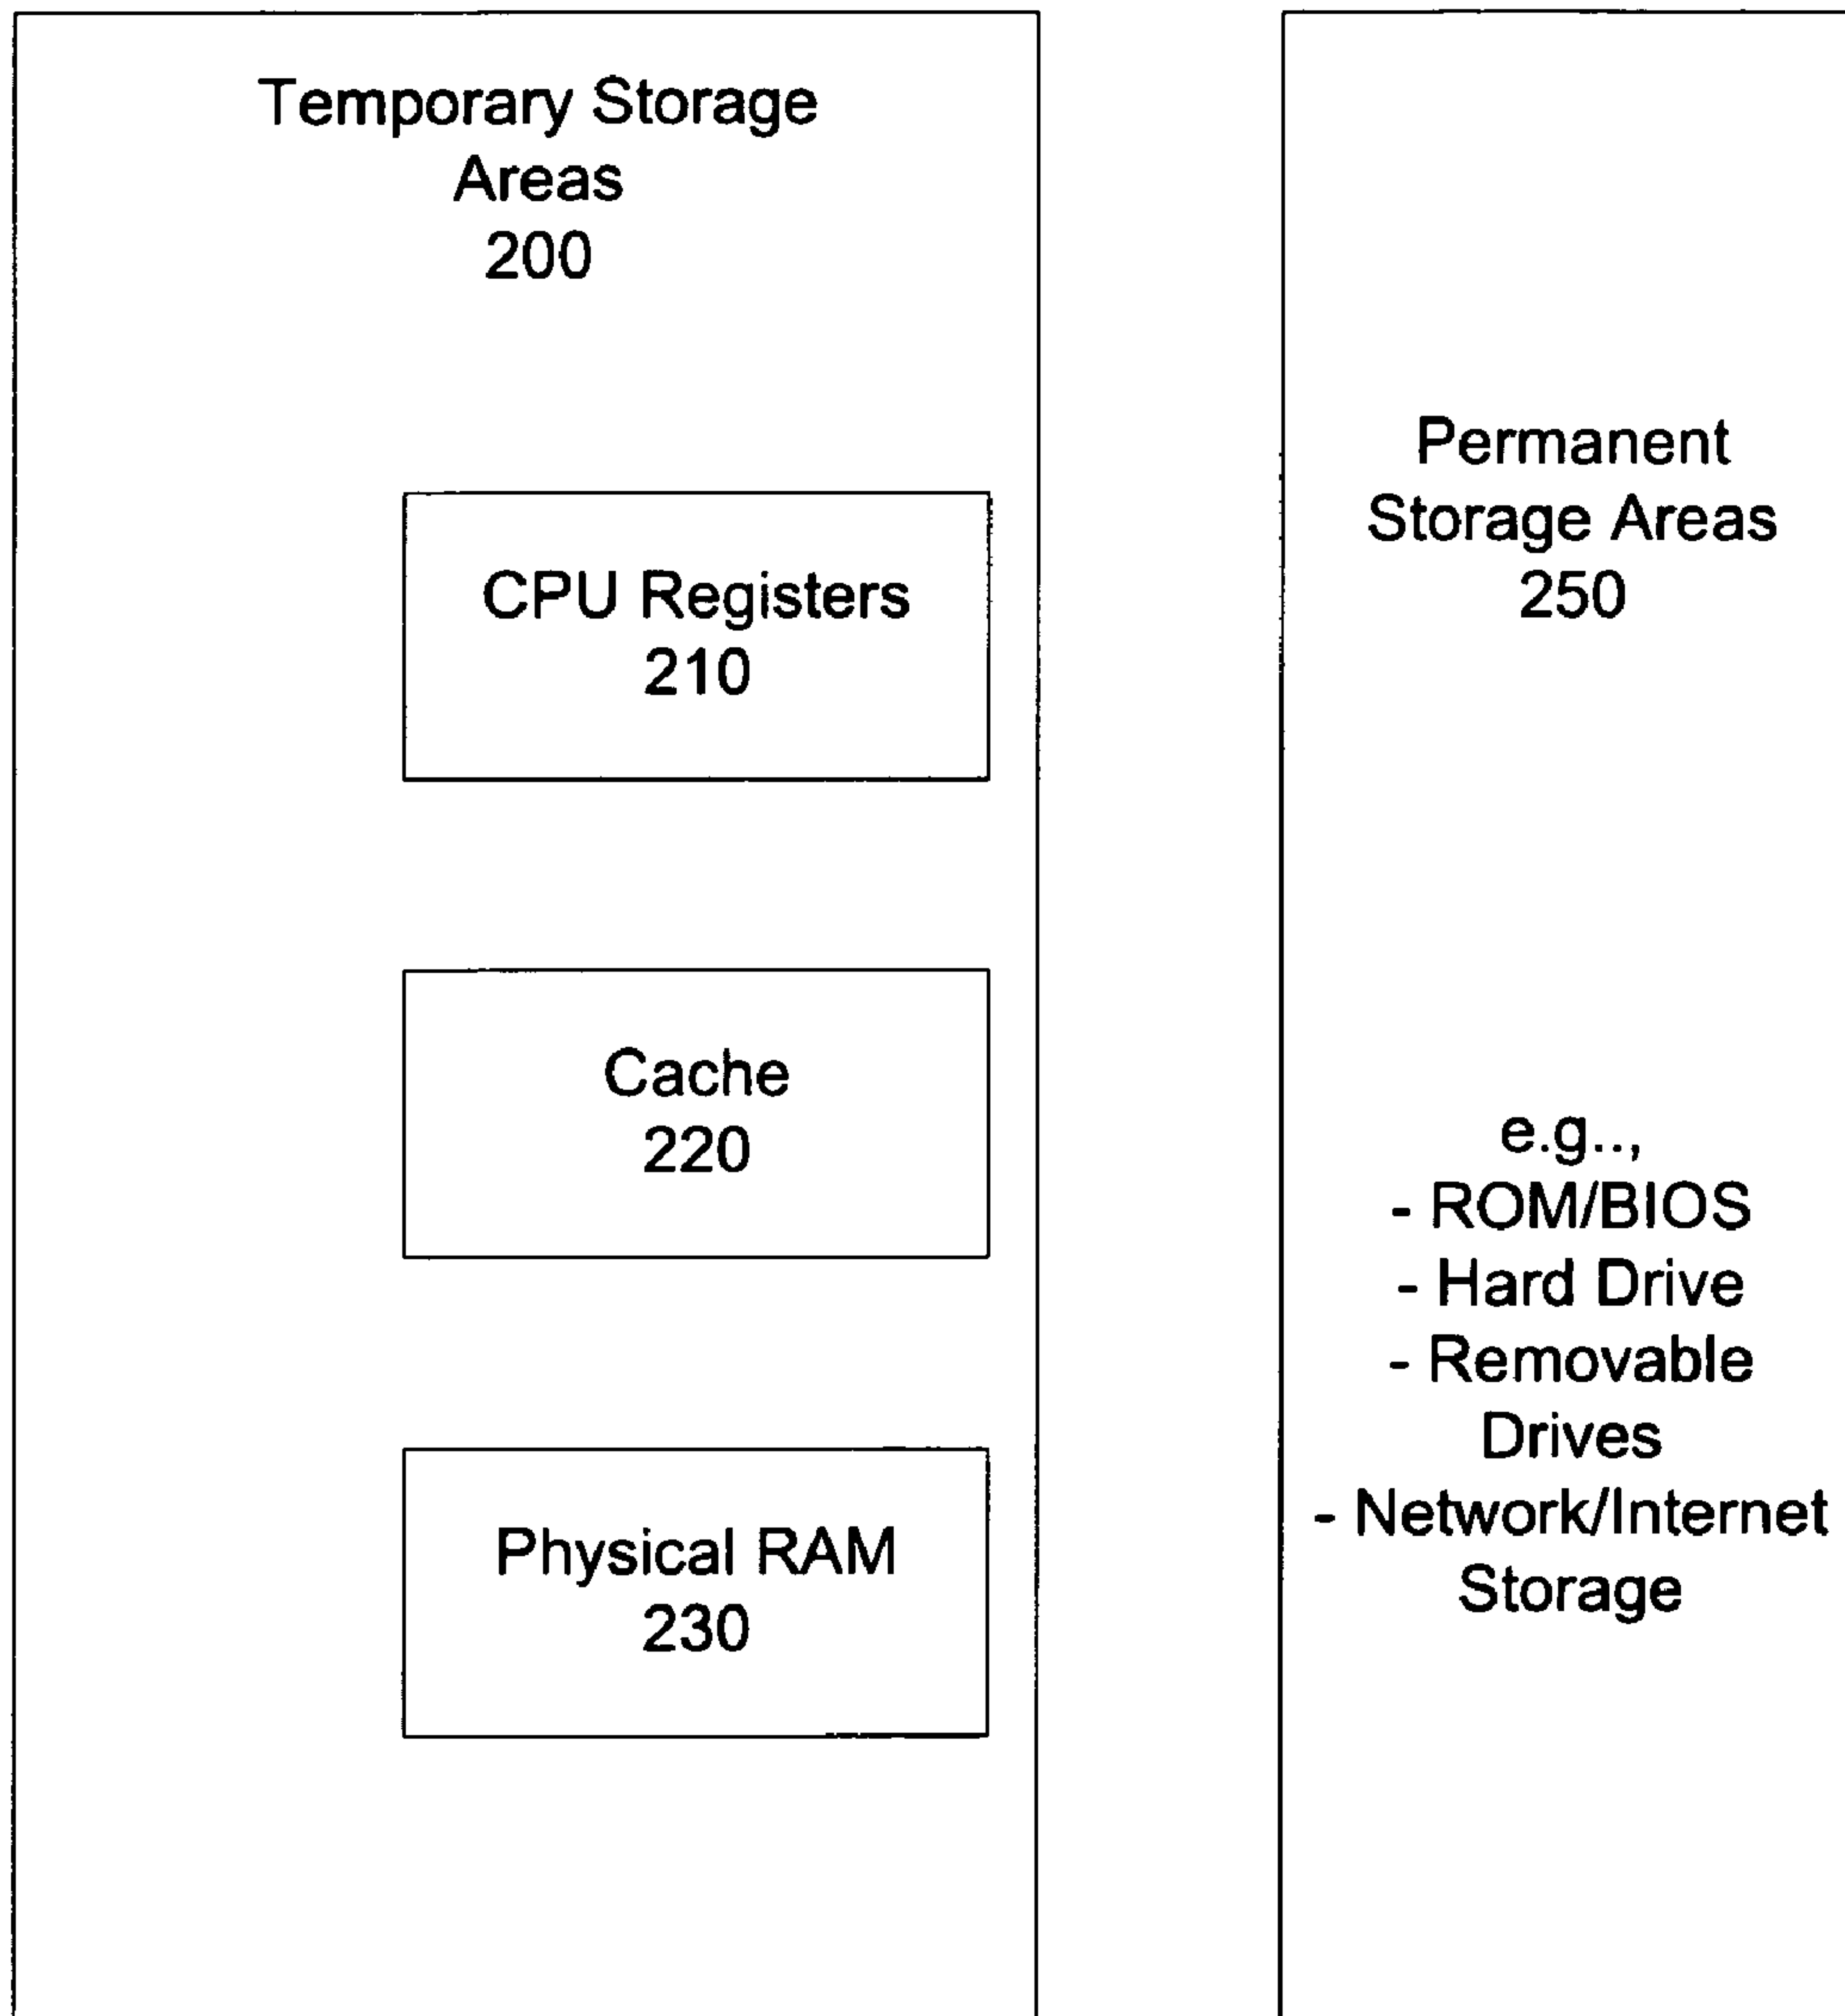 Temporary Storage
Areas
200
CPU Registers
210
Cache
220
Physical RAM
230
Permanent
Storage Areas
250
e.g..,
- ROM/BIOS
- Hard Drive
- Removable
Drives
- Network/Internet
Storage